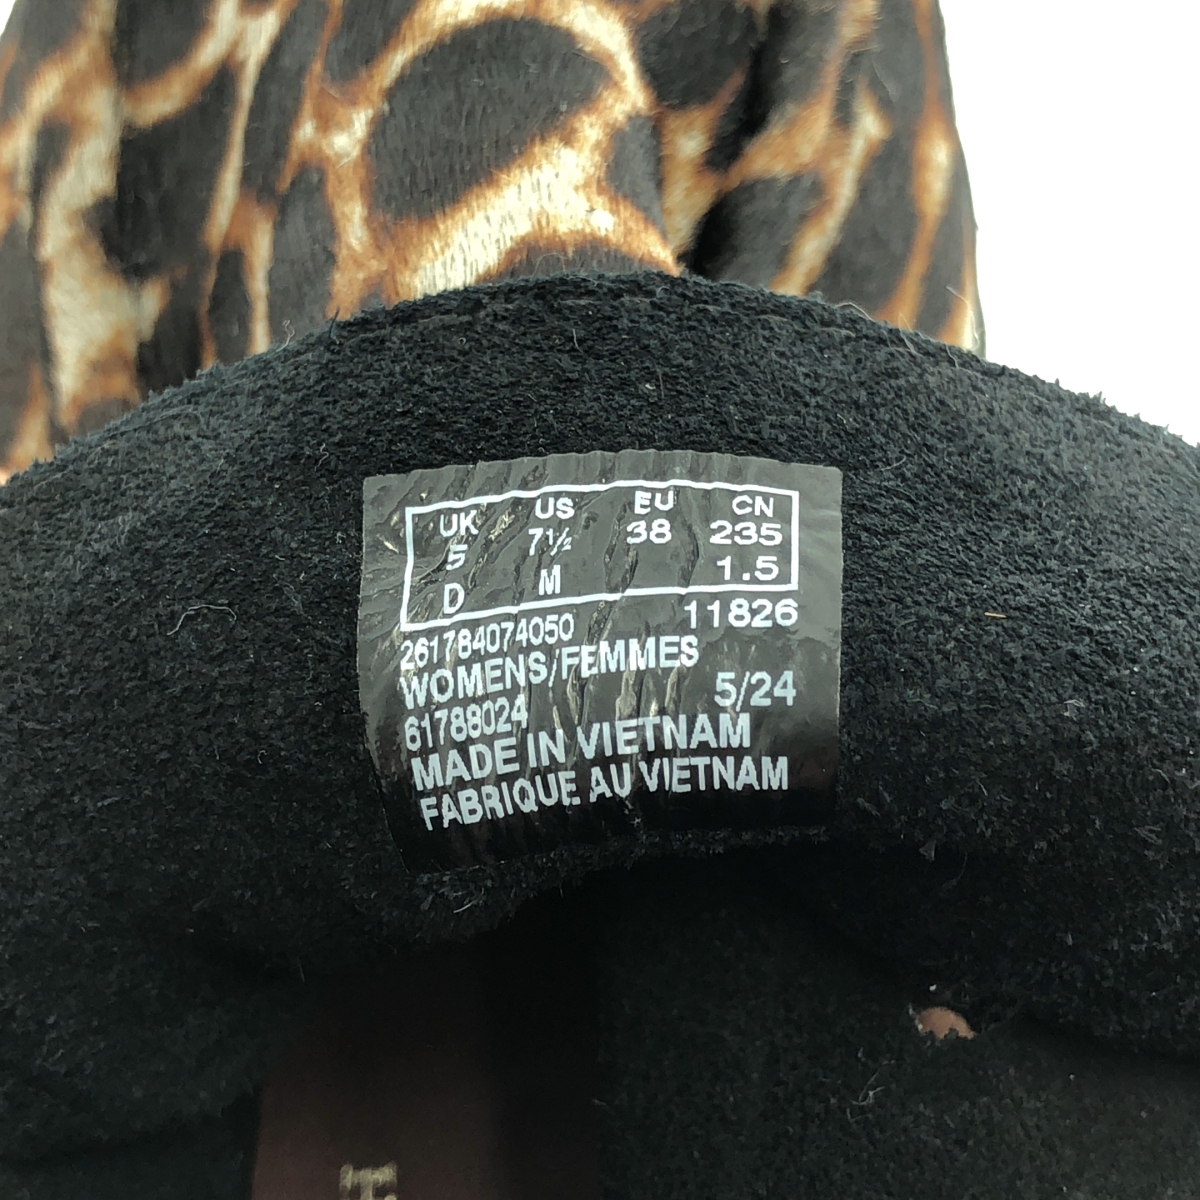 UK US EU CN
5 7½ 38 235
D M 1.5
261784074050 11826
WOMENS/FEMMES
61788024 5/24
MADE IN VIETNAM
FABRIQUE AU VIETNAM